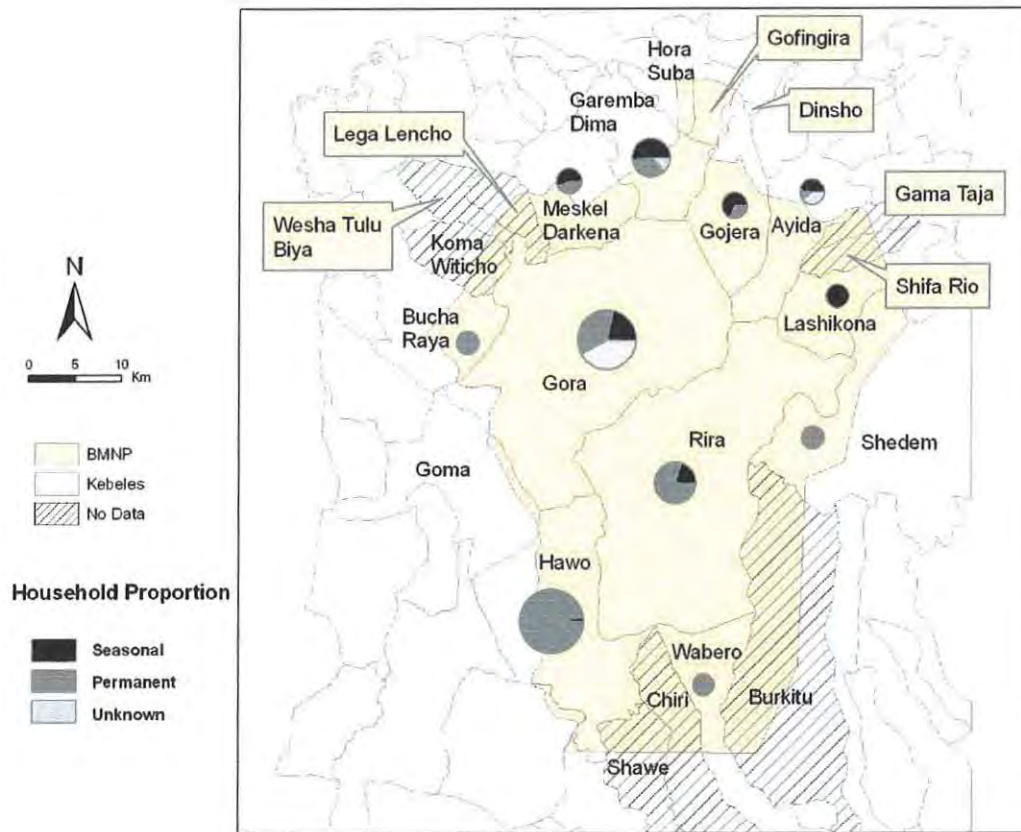 Gofingira
Hora
Suba
Dinsho
Garemba
Dima
Lega Lencho
Gama Taja
Wesha Tulu
Biya
Meskel
Darkena
Gojera
Ayida
Koma
Witicho
Shifa Rio
N
Bucha
Raya
Lashikona
0 5 10
Km
Gora
Rira
Shedem
BMNP
Goma
Kebeles
No Data
Hawo
Household Proportion
Seasonal
Wabero
Permanent
Chiri
Burkitu
Unknown
Shawe